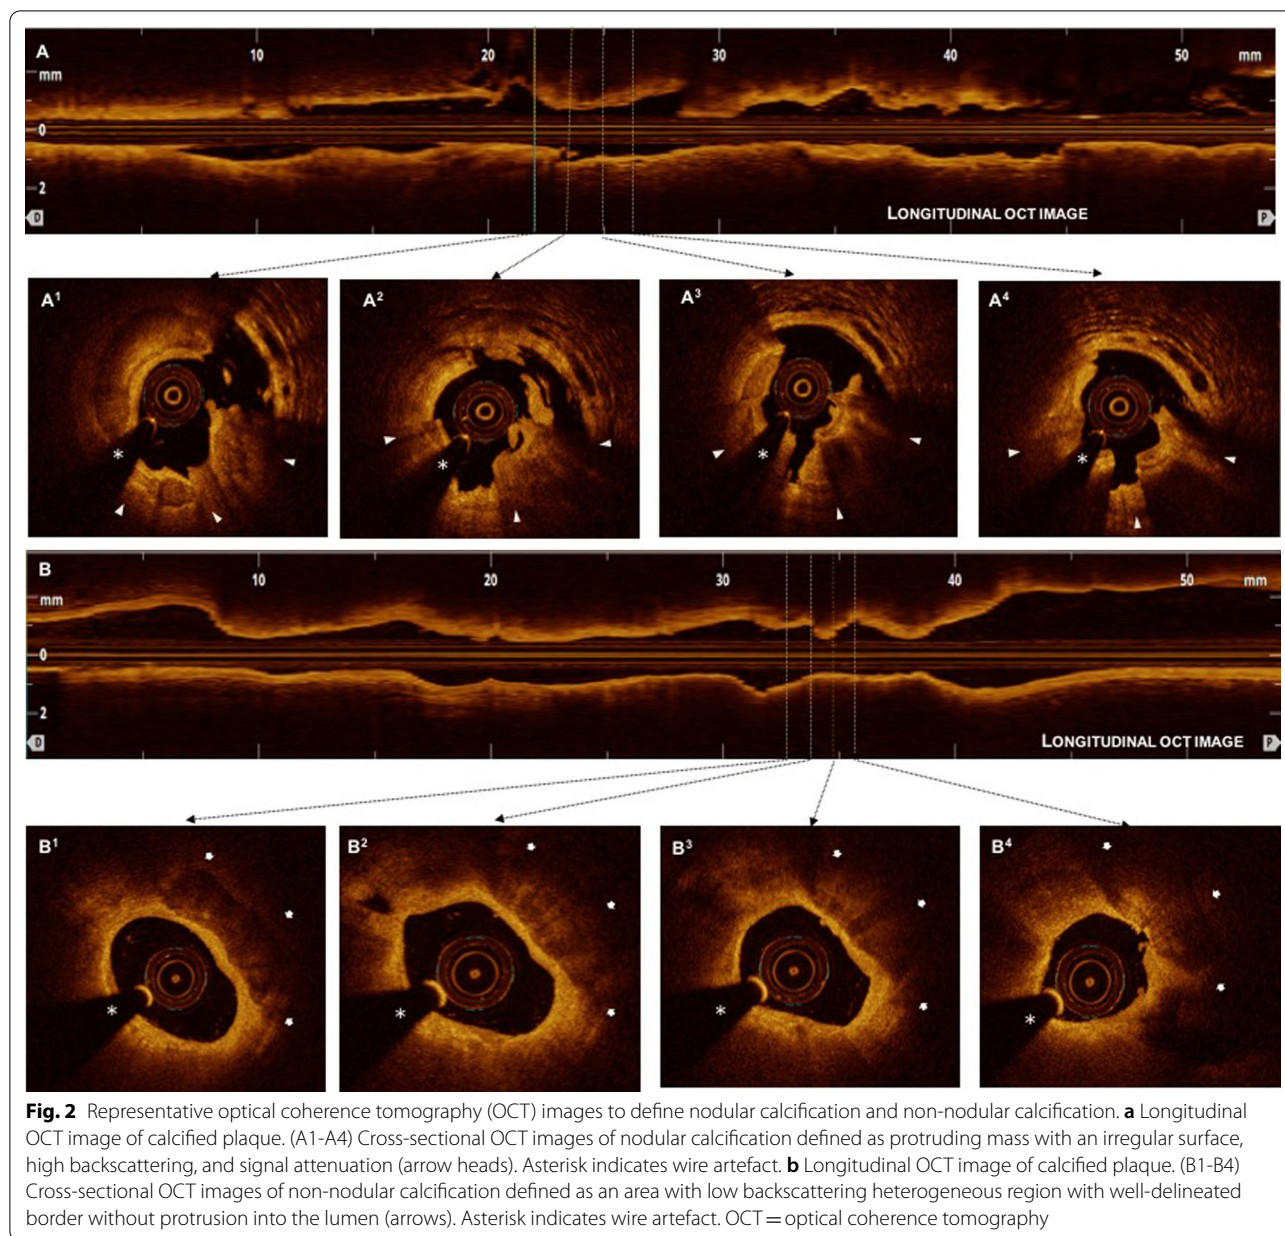 A 10 20 30 40 50 mm
mm
0
2
D LONGITUDINAL OCT IMAGE P
A1 A2 A3 A4
* * * *
B 10 20 30 40 50 mm
mm
0
2
D LONGITUDINAL OCT IMAGE P
B1 B2 B3 B4
* * * *
Fig. 2 Representative optical coherence tomography (OCT) images to define nodular calcification and non-nodular calcification. a Longitudinal
OCT image of calcified plaque. (A1-A4) Cross-sectional OCT images of nodular calcification defined as protruding mass with an irregular surface,
high backscattering, and signal attenuation (arrow heads). Asterisk indicates wire artefact. b Longitudinal OCT image of calcified plaque. (B1-B4)
Cross-sectional OCT images of non-nodular calcification defined as an area with low backscattering heterogeneous region with well-delineated
border without protrusion into the lumen (arrows). Asterisk indicates wire artefact. OCT = optical coherence tomography